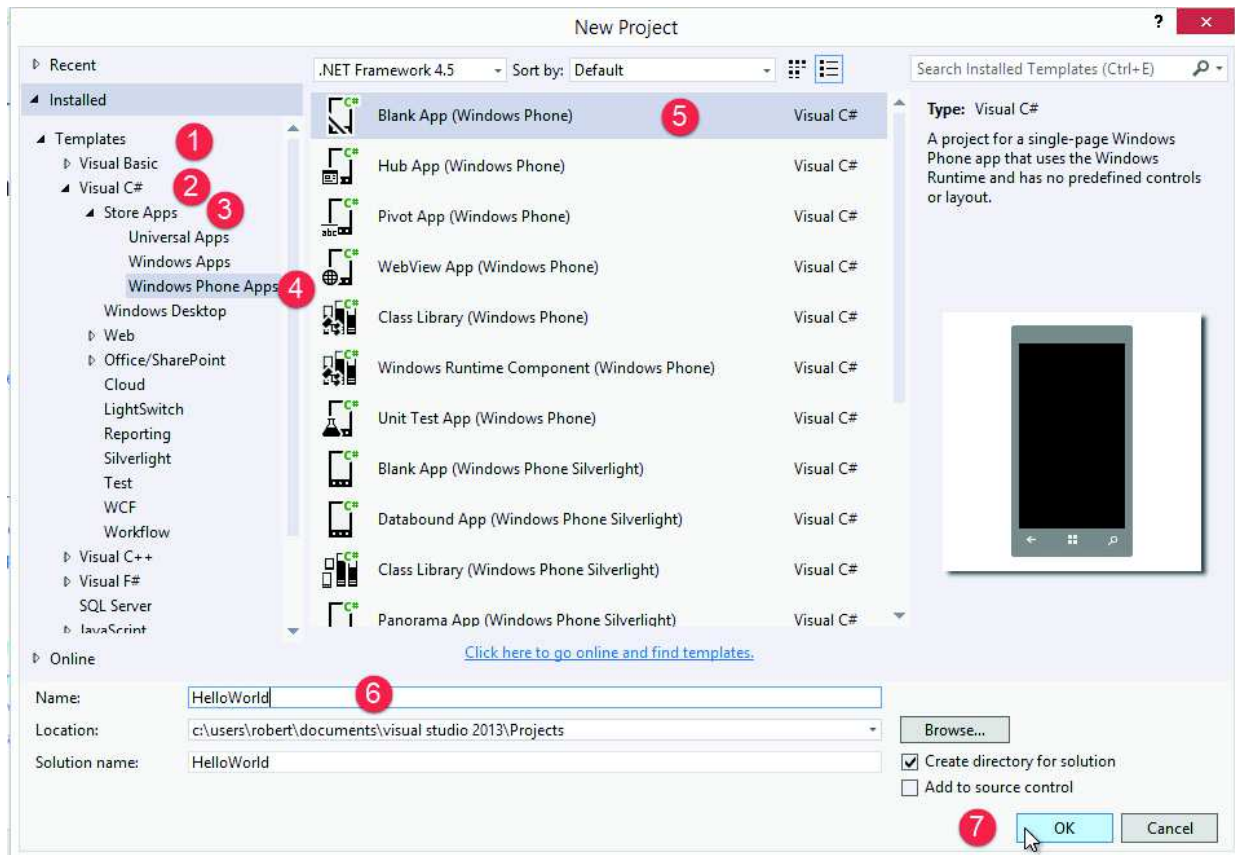 New Project
?
Recent
Installed
Templates 1
Visual Basic
Visual C# 2
Store Apps 3
Universal Apps
Windows Apps
Windows Phone Apps 4
Windows Desktop
Web
Office/SharePoint
Cloud
LightSwitch
Reporting
Silverlight
Test
WCF
Workflow
Visual C++
Visual F#
SQL Server
JavaScript
Online
.NET Framework 4.5 Sort by: Default
Blank App (Windows Phone) 5 Visual C#
Hub App (Windows Phone) Visual C#
Pivot App (Windows Phone) Visual C#
WebView App (Windows Phone) Visual C#
Class Library (Windows Phone) Visual C#
Windows Runtime Component (Windows Phone) Visual C#
Unit Test App (Windows Phone) Visual C#
Blank App (Windows Phone Silverlight) Visual C#
Databound App (Windows Phone Silverlight) Visual C#
Class Library (Windows Phone Silverlight) Visual C#
Panorama App (Windows Phone Silverlight) Visual C#
Click here to go online and find templates.
Search Installed Templates (Ctrl+E)
Type: Visual C#
A project for a single-page Windows
Phone app that uses the Windows
Runtime and has no predefined controls
or layout.
Name: HelloWorld 6
Location: c:\users\robert\documents\visual studio 2013\Projects Browse...
Solution name: HelloWorld
Create directory for solution
Add to source control
7 OK Cancel